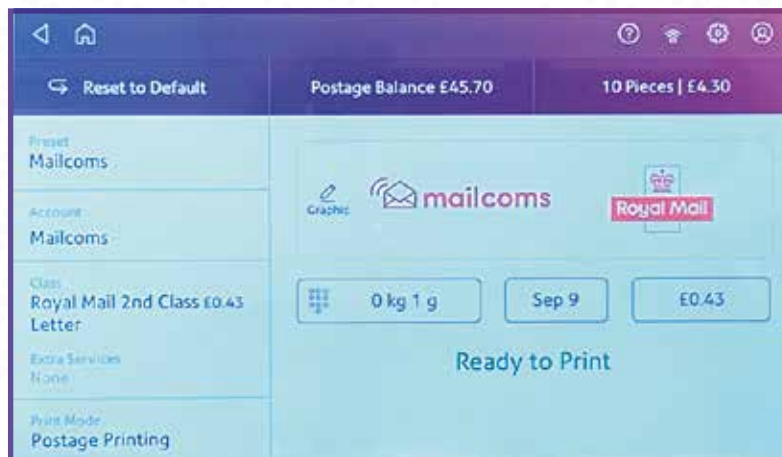 Reset to Default
Postage Balance £45.70
10 Pieces | £4.30
Preset
Mailcoms
Account
Mailcoms
Class
Royal Mail 2nd Class £0.43
Letter
Extra Services
None
Print Mode
Postage Printing
Graphic
mailcoms
Royal Mail
0 kg 1 g
Sep 9
£0.43
Ready to Print